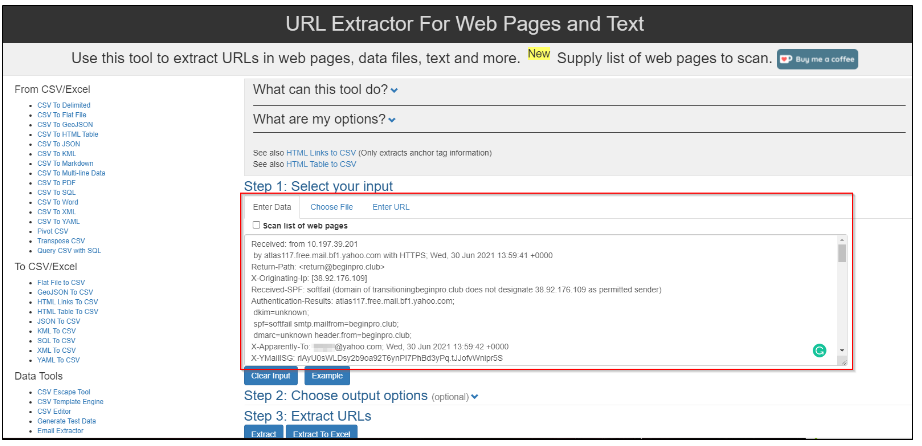 URL Extractor For Web Pages and Text
Use this tool to extract URLs in web pages, data files, text and more. New Supply list of web pages to scan. Buy me a coffee
From CSV/Excel
CSV To Delimited
CSV To Flat File
CSV To GeoJSON
CSV To HTML Table
CSV To JSON
CSV To KML
CSV To Markdown
CSV To Multi-line Data
CSV To PDF
CSV To SQL
CSV To Word
CSV To XML
CSV To YAML
Pivot CSV
Transpose CSV
Query CSV with SQL
To CSV/Excel
Flat File to CSV
GeoJSON To CSV
HTML Links To CSV
HTML Table To CSV
JSON To CSV
KML To CSV
SQL To CSV
XML To CSV
YAML To CSV
Data Tools
CSV Escape Tool
CSV Template Engine
CSV Editor
Generate Test Data
Email Extractor
What can this tool do?
What are my options?
See also HTML Links to CSV (Only extracts anchor tag information)
See also HTML Table to CSV
Step 1: Select your input
Enter Data Choose File Enter URL
Scan list of web pages
Received: from 10.197.39.201
by atlas117.free.mail.bf1.yahoo.com with HTTPS; Wed, 30 Jun 2021 13:59:41 +0000
Return-Path: <return@beginpro.club>
X-Originating-Ip: [38.92.176.109]
Received-SPF: softfail (domain of transitioningbeginpro.club does not designate 38.92.176.109 as permitted sender)
Authentication-Results: atlas117.free.mail.bf1.yahoo.com;
dkim=unknown;
spf=softfail smtp.mailfrom=beginpro.club;
dmarc=unknown header.from=beginpro.club;
X-Apparently-To: @yahoo.com; Wed, 30 Jun 2021 13:59:42 +0000
X-YMailISG:
Clear Input Example
Step 2: Choose output options (optional)
Step 3: Extract URLs
Extract Extract To Excel